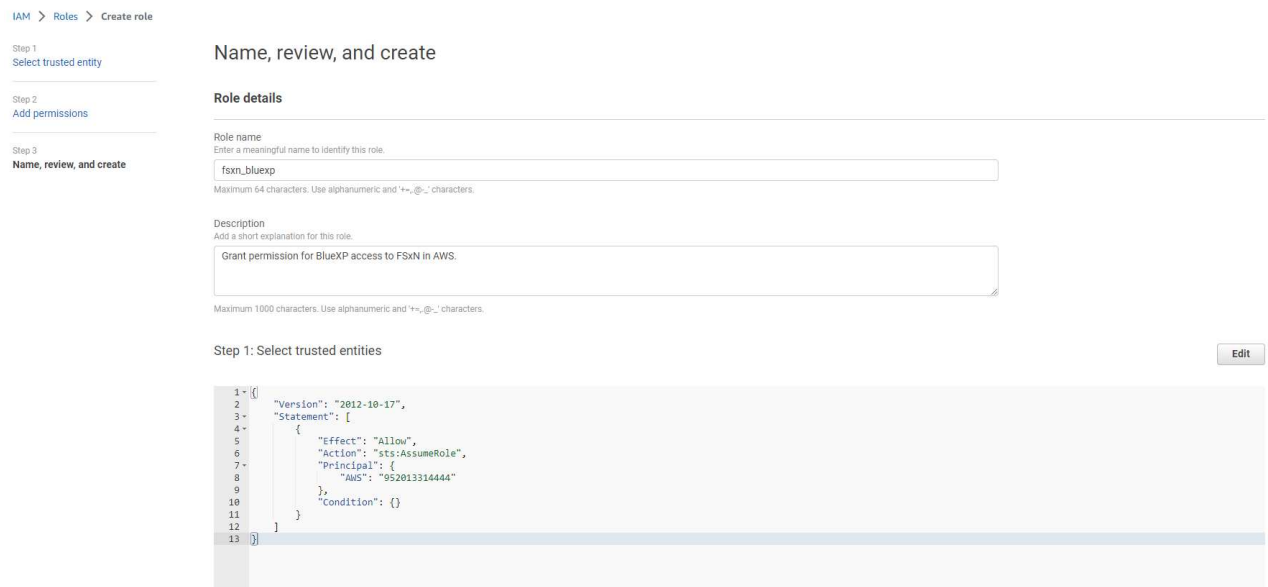 IAM > Roles > Create role
Step 1
Select trusted entity
Step 2
Add permissions
Step 3
Name, review, and create
Name, review, and create
Role details
Role name
Enter a meaningful name to identify this role.
fsxn_bluexp
Maximum 64 characters. Use alphanumeric and '+=,.@-_' characters.
Description
Add a short explanation for this role.
Grant permission for BlueXP access to FSxN in AWS.
Maximum 1000 characters. Use alphanumeric and '+=,.@-_' characters.
Step 1: Select trusted entities
Edit
1 {
2 "Version": "2012-10-17",
3 "Statement": [
4 {
5 "Effect": "Allow",
6 "Action": "sts:AssumeRole",
7 "Principal": {
8 "AWS": "952013314444"
9 },
10 "Condition": {}
11 }
12 ]
13 }